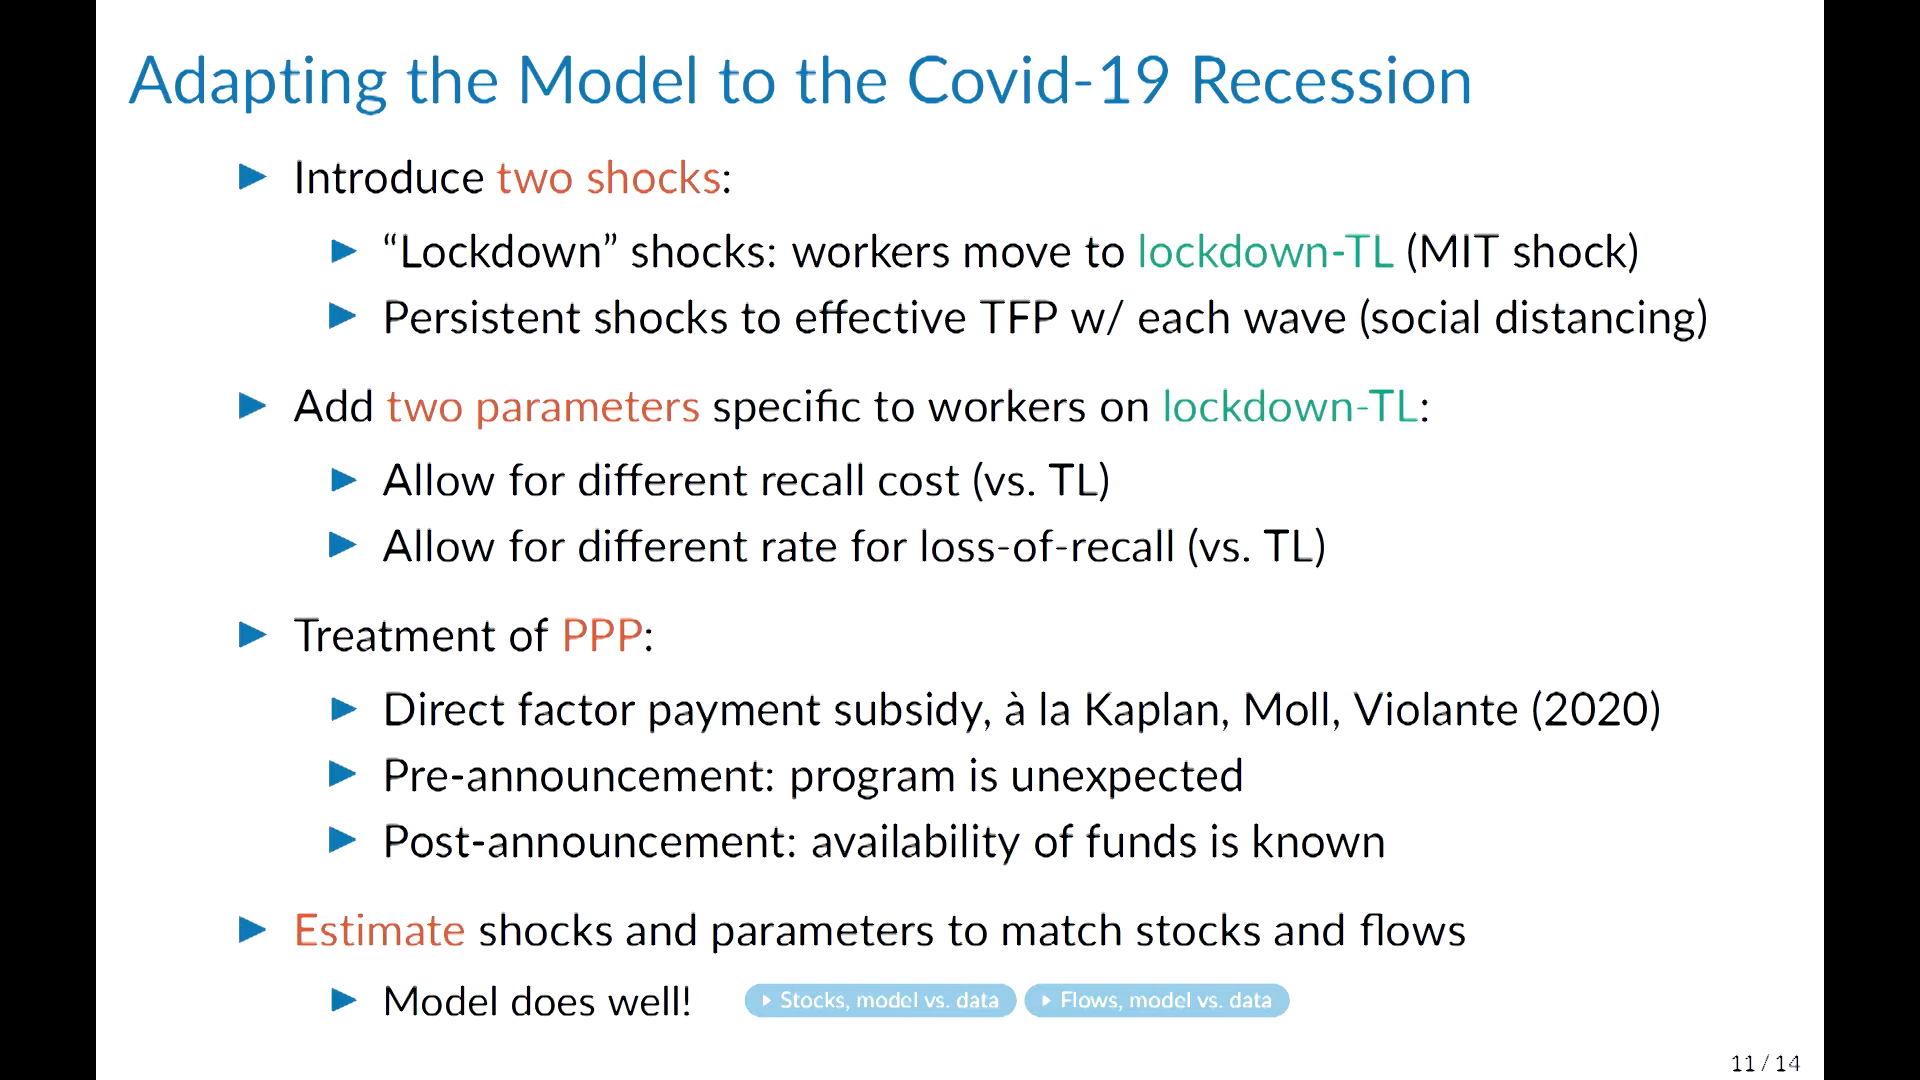 Adapting the Model to the Covid-19 Recession
Introduce two shocks:
“Lockdown” shocks: workers move to lockdown-TL (MIT shock)
Persistent shocks to effective TFP w/ each wave (social distancing)
Add two parameters specific to workers on lockdown-TL:
Allow for different recall cost (vs. TL)
Allow for different rate for loss-of-recall (vs. TL)
Treatment of PPP:
Direct factor payment subsidy, à la Kaplan, Moll, Violante (2020)
Pre-announcement: program is unexpected
Post-announcement: availability of funds is known
Estimate shocks and parameters to match stocks and flows
Model does well! Stocks, model vs. data Flows, model vs. data
11 / 14